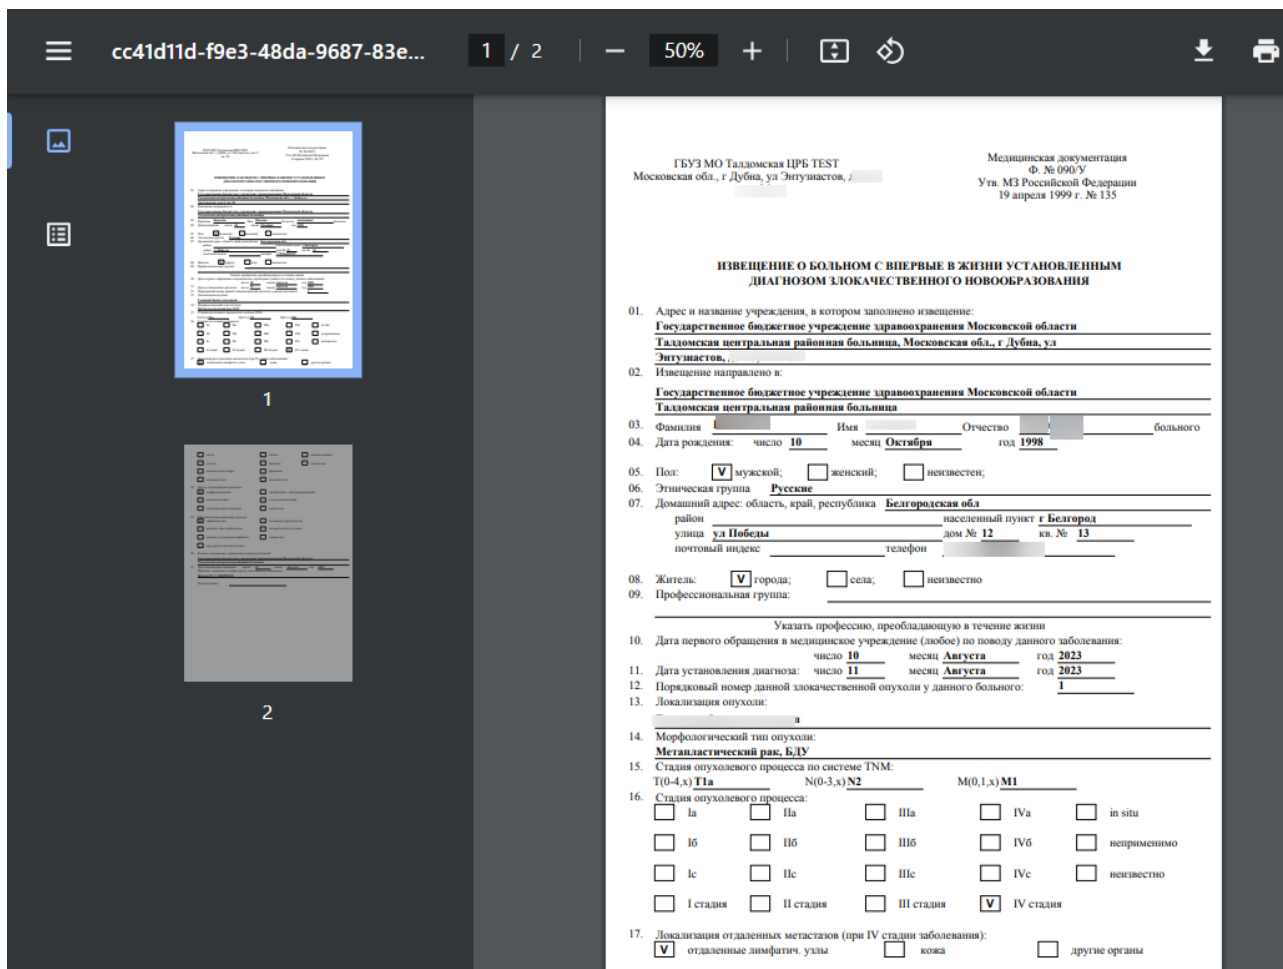 cc41d11d-f9e3-48da-9687-83e...
1 / 2
50%
1
2
ГБУЗ МО Талдомская ЦРБ TEST
Московская обл., г Дубна, ул Энтузиастов,
Медицинская документация
Ф. № 090/У
Утв. МЗ Российской Федерации
19 апреля 1999 г. № 135
ИЗВЕЩЕНИЕ О БОЛЬНОМ С ВПЕРВЫЕ В ЖИЗНИ УСТАНОВЛЕННЫМ
ДИАГНОЗОМ ЗЛОКАЧЕСТВЕННОГО НОВООБРАЗОВАНИЯ
01. Адрес и название учреждения, в котором заполнено извещение:
Государственное бюджетное учреждение здравоохранения Московской области
Талдомская центральная районная больница, Московская обл., г Дубна, ул
Энтузиастов,
02. Извещение направлено в:
Государственное бюджетное учреждение здравоохранения Московской области
Талдомская центральная районная больница
03. Фамилия Имя Отчество больного
04. Дата рождения: число 10 месяц Октября год 1998
05. Пол: V мужской; женский; неизвестен;
06. Этническая группа Русские
07. Домашний адрес: область, край, республика Белгородская обл
район населенный пункт г Белгород
улица ул Победы дом № 12 кв. № 13
почтовый индекс телефон
08. Житель: V города; села; неизвестно
09. Профессиональная группа:
Указать профессию, преобладающую в течение жизни
10. Дата первого обращения в медицинское учреждение (любое) по поводу данного заболевания:
число 10 месяц Августа год 2023
11. Дата установления диагноза: число 11 месяц Августа год 2023
12. Порядковый номер данной злокачественной опухоли у данного больного: 1
13. Локализация опухоли:
14. Морфологический тип опухоли:
Метапластический рак, БДУ
15. Стадия опухолевого процесса по системе TNM:
T(0-4,x) T1a N(0-3,x) N2 M(0,1,x) M1
16. Стадия опухолевого процесса:
Ia IIa IIIa IVa in situ
Iб IIб IIIб IVб неприменимо
Ic IIc IIIc IVc неизвестно
I стадия II стадия III стадия V IV стадия
17. Локализация отдаленных метастазов (при IV стадии заболевания):
V отдаленные лимфатич. узлы кожа другие органы